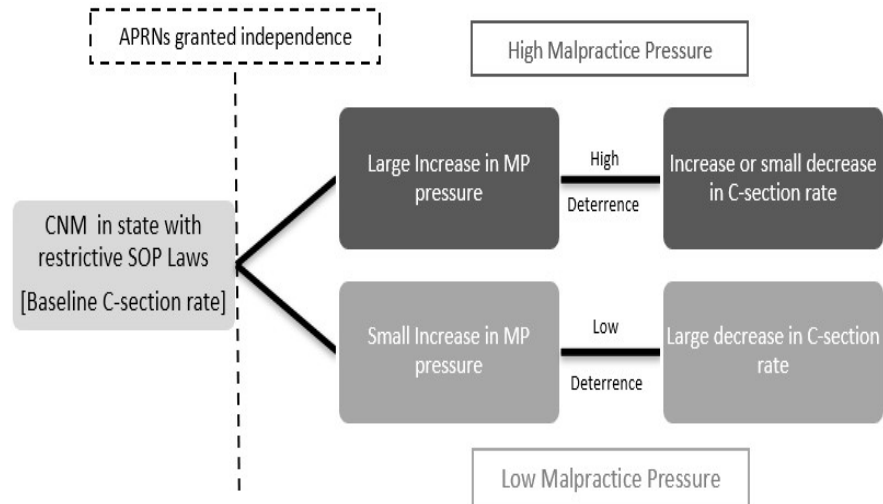 APRNs granted independence
High Malpractice Pressure
Large Increase in MP
pressure
High
Deterrence
Increase or small decrease
in C-section rate
CNM in state with
restrictive SOP Laws
[Baseline C-section rate]
Small Increase in MP
pressure
Low
Deterrence
Large decrease in C-section
rate
Low Malpractice Pressure